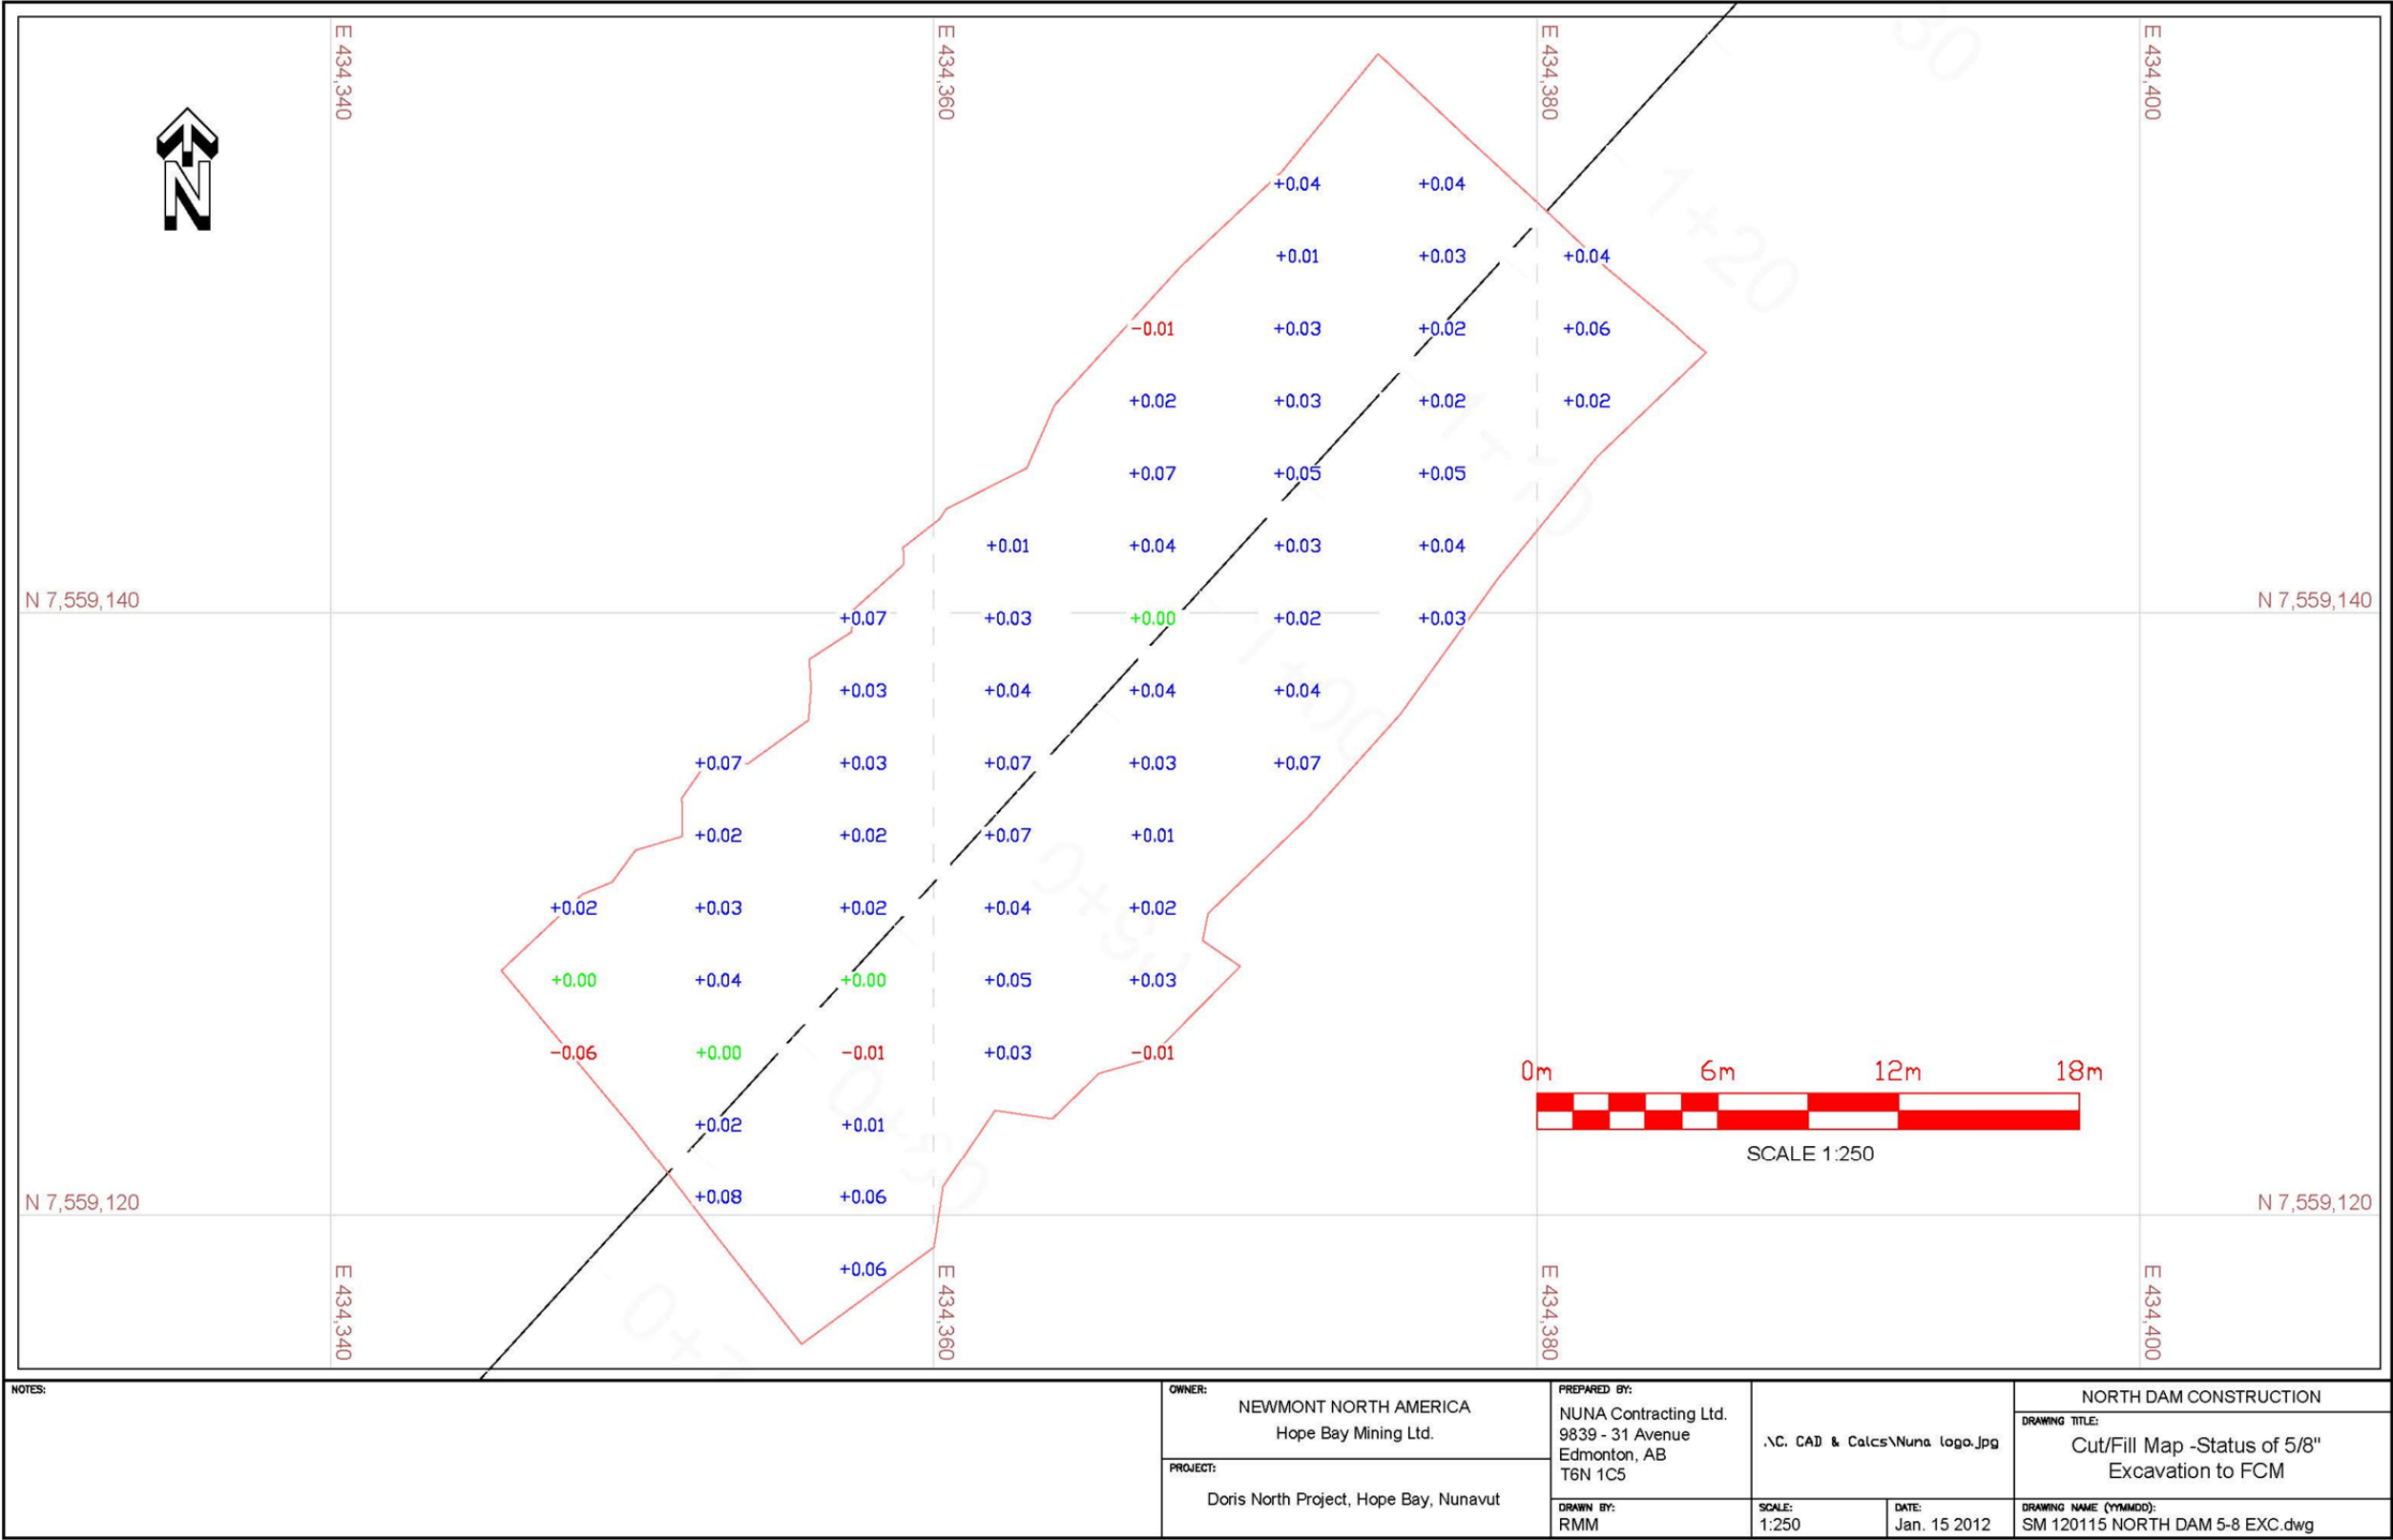 E 434,340
E 434,360
E 434,380
E 434,400
N
+0.04 +0.04
1+20
+0.01 +0.03 +0.04
-0.01 +0.03 +0.02 +0.06
+0.02 +0.03 +0.02 +0.02
+0.07 +0.05 +0.05
+0.01 +0.04 +0.03 +0.04
N 7,559,140
N 7,559,140
+0.07 +0.03 +0.00 +0.02 +0.03
1+00
+0.03 +0.04 +0.04 +0.04
+0.07 +0.03 +0.07 +0.03 +0.07
+0.02 +0.02 +0.07 +0.01
+0.02 +0.03 +0.02 +0.04 +0.02
+0.00 +0.04 +0.00 +0.05 +0.03
-0.06 +0.00 -0.01 +0.03 -0.01
+0.02 +0.01
+0.08 +0.06
+0.06
0m 6m 12m 18m
SCALE 1:250
N 7,559,120
N 7,559,120
E 434,340
E 434,360
E 434,380
E 434,400
NOTES:
OWNER:
NEWMONT NORTH AMERICA
Hope Bay Mining Ltd.
PROJECT:
Doris North Project, Hope Bay, Nunavut
PREPARED BY:
NUNA Contracting Ltd.
9839 - 31 Avenue
Edmonton, AB
T6N 1C5
DRAWN BY:
RMM
.\C. CAD & Calcs\Nuna logo.jpg
SCALE:
1:250
DATE:
Jan. 15 2012
NORTH DAM CONSTRUCTION
DRAWING TITLE:
Cut/Fill Map -Status of 5/8"
Excavation to FCM
DRAWING NAME (YYMMDD):
SM 120115 NORTH DAM 5-8 EXC.dwg